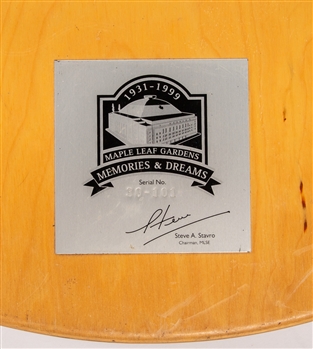 1931-1999
MAPLE LEAF GARDENS
MEMORIES & DREAMS
Serial No.
Steve A. Stavro
Chairman, MLSE